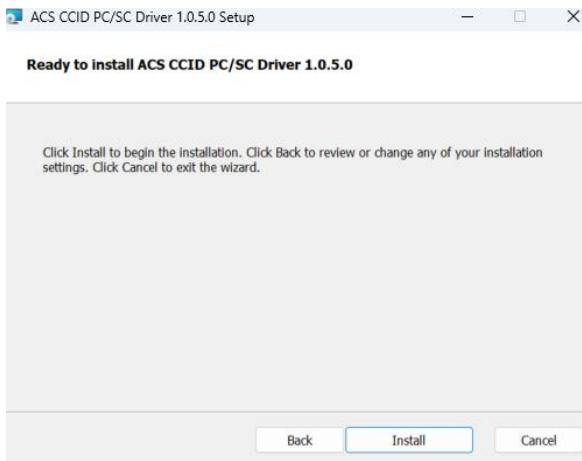 ACS CCID PC/SC Driver 1.0.5.0 Setup
Ready to install ACS CCID PC/SC Driver 1.0.5.0
Click Install to begin the installation. Click Back to review or change any of your installation
settings. Click Cancel to exit the wizard.
Back Install Cancel